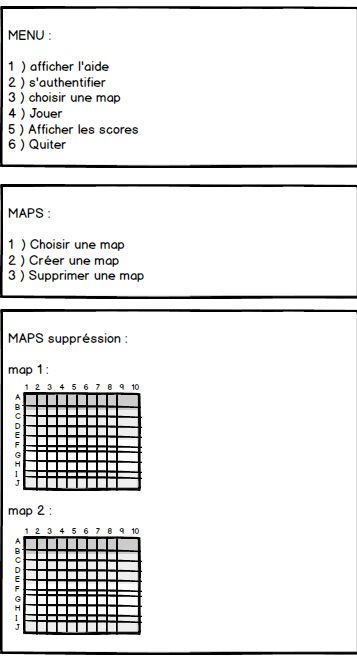 MENU :
1 ) afficher l'aide
2 ) s'authentifier
3 ) choisir une map
4 ) Jouer
5 ) Afficher les scores
6 ) Quiter
MAPS :
1 ) Choisir une map
2 ) Créer une map
3 ) Supprimer une map
MAPS suppréssion :
map 1 :
1 2 3 4 5 6 7 8 9 10
A
B
C
D
E
F
G
H
I
J
map 2 :
1 2 3 4 5 6 7 8 9 10
A
B
C
D
E
F
G
H
I
J